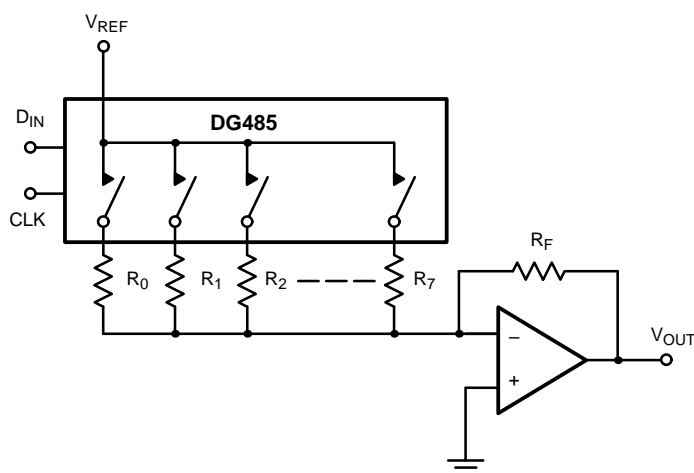 VREF
DIN
DG485
CLK
R0
R1
R2
R7
RF
–
+
VOUT